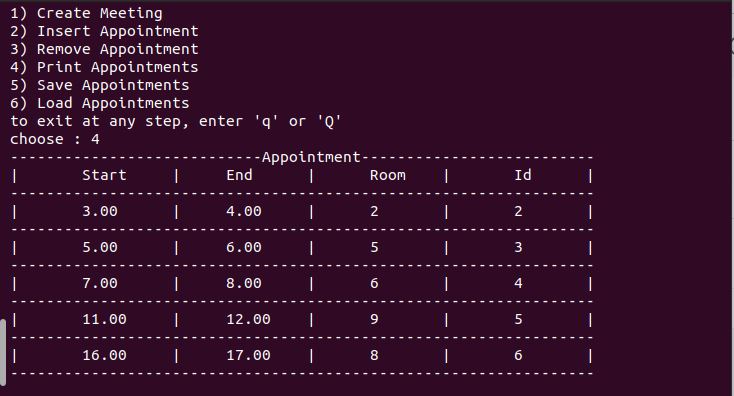 1) Create Meeting
2) Insert Appointment
3) Remove Appointment
4) Print Appointments
5) Save Appointments
6) Load Appointments
to exit at any step, enter 'q' or 'Q'
choose : 4
----------------------------Appointment--------------------------
|       Start     |     End      |      Room    |       Id      |
-----------------------------------------------------------------
|       3.00      |     4.00     |      2       |       2       |
-----------------------------------------------------------------
|       5.00      |     6.00     |      5       |       3       |
-----------------------------------------------------------------
|       7.00      |     8.00     |      6       |       4       |
-----------------------------------------------------------------
|       11.00     |     12.00    |      9       |       5       |
-----------------------------------------------------------------
|       16.00     |     17.00    |      8       |       6       |
-----------------------------------------------------------------